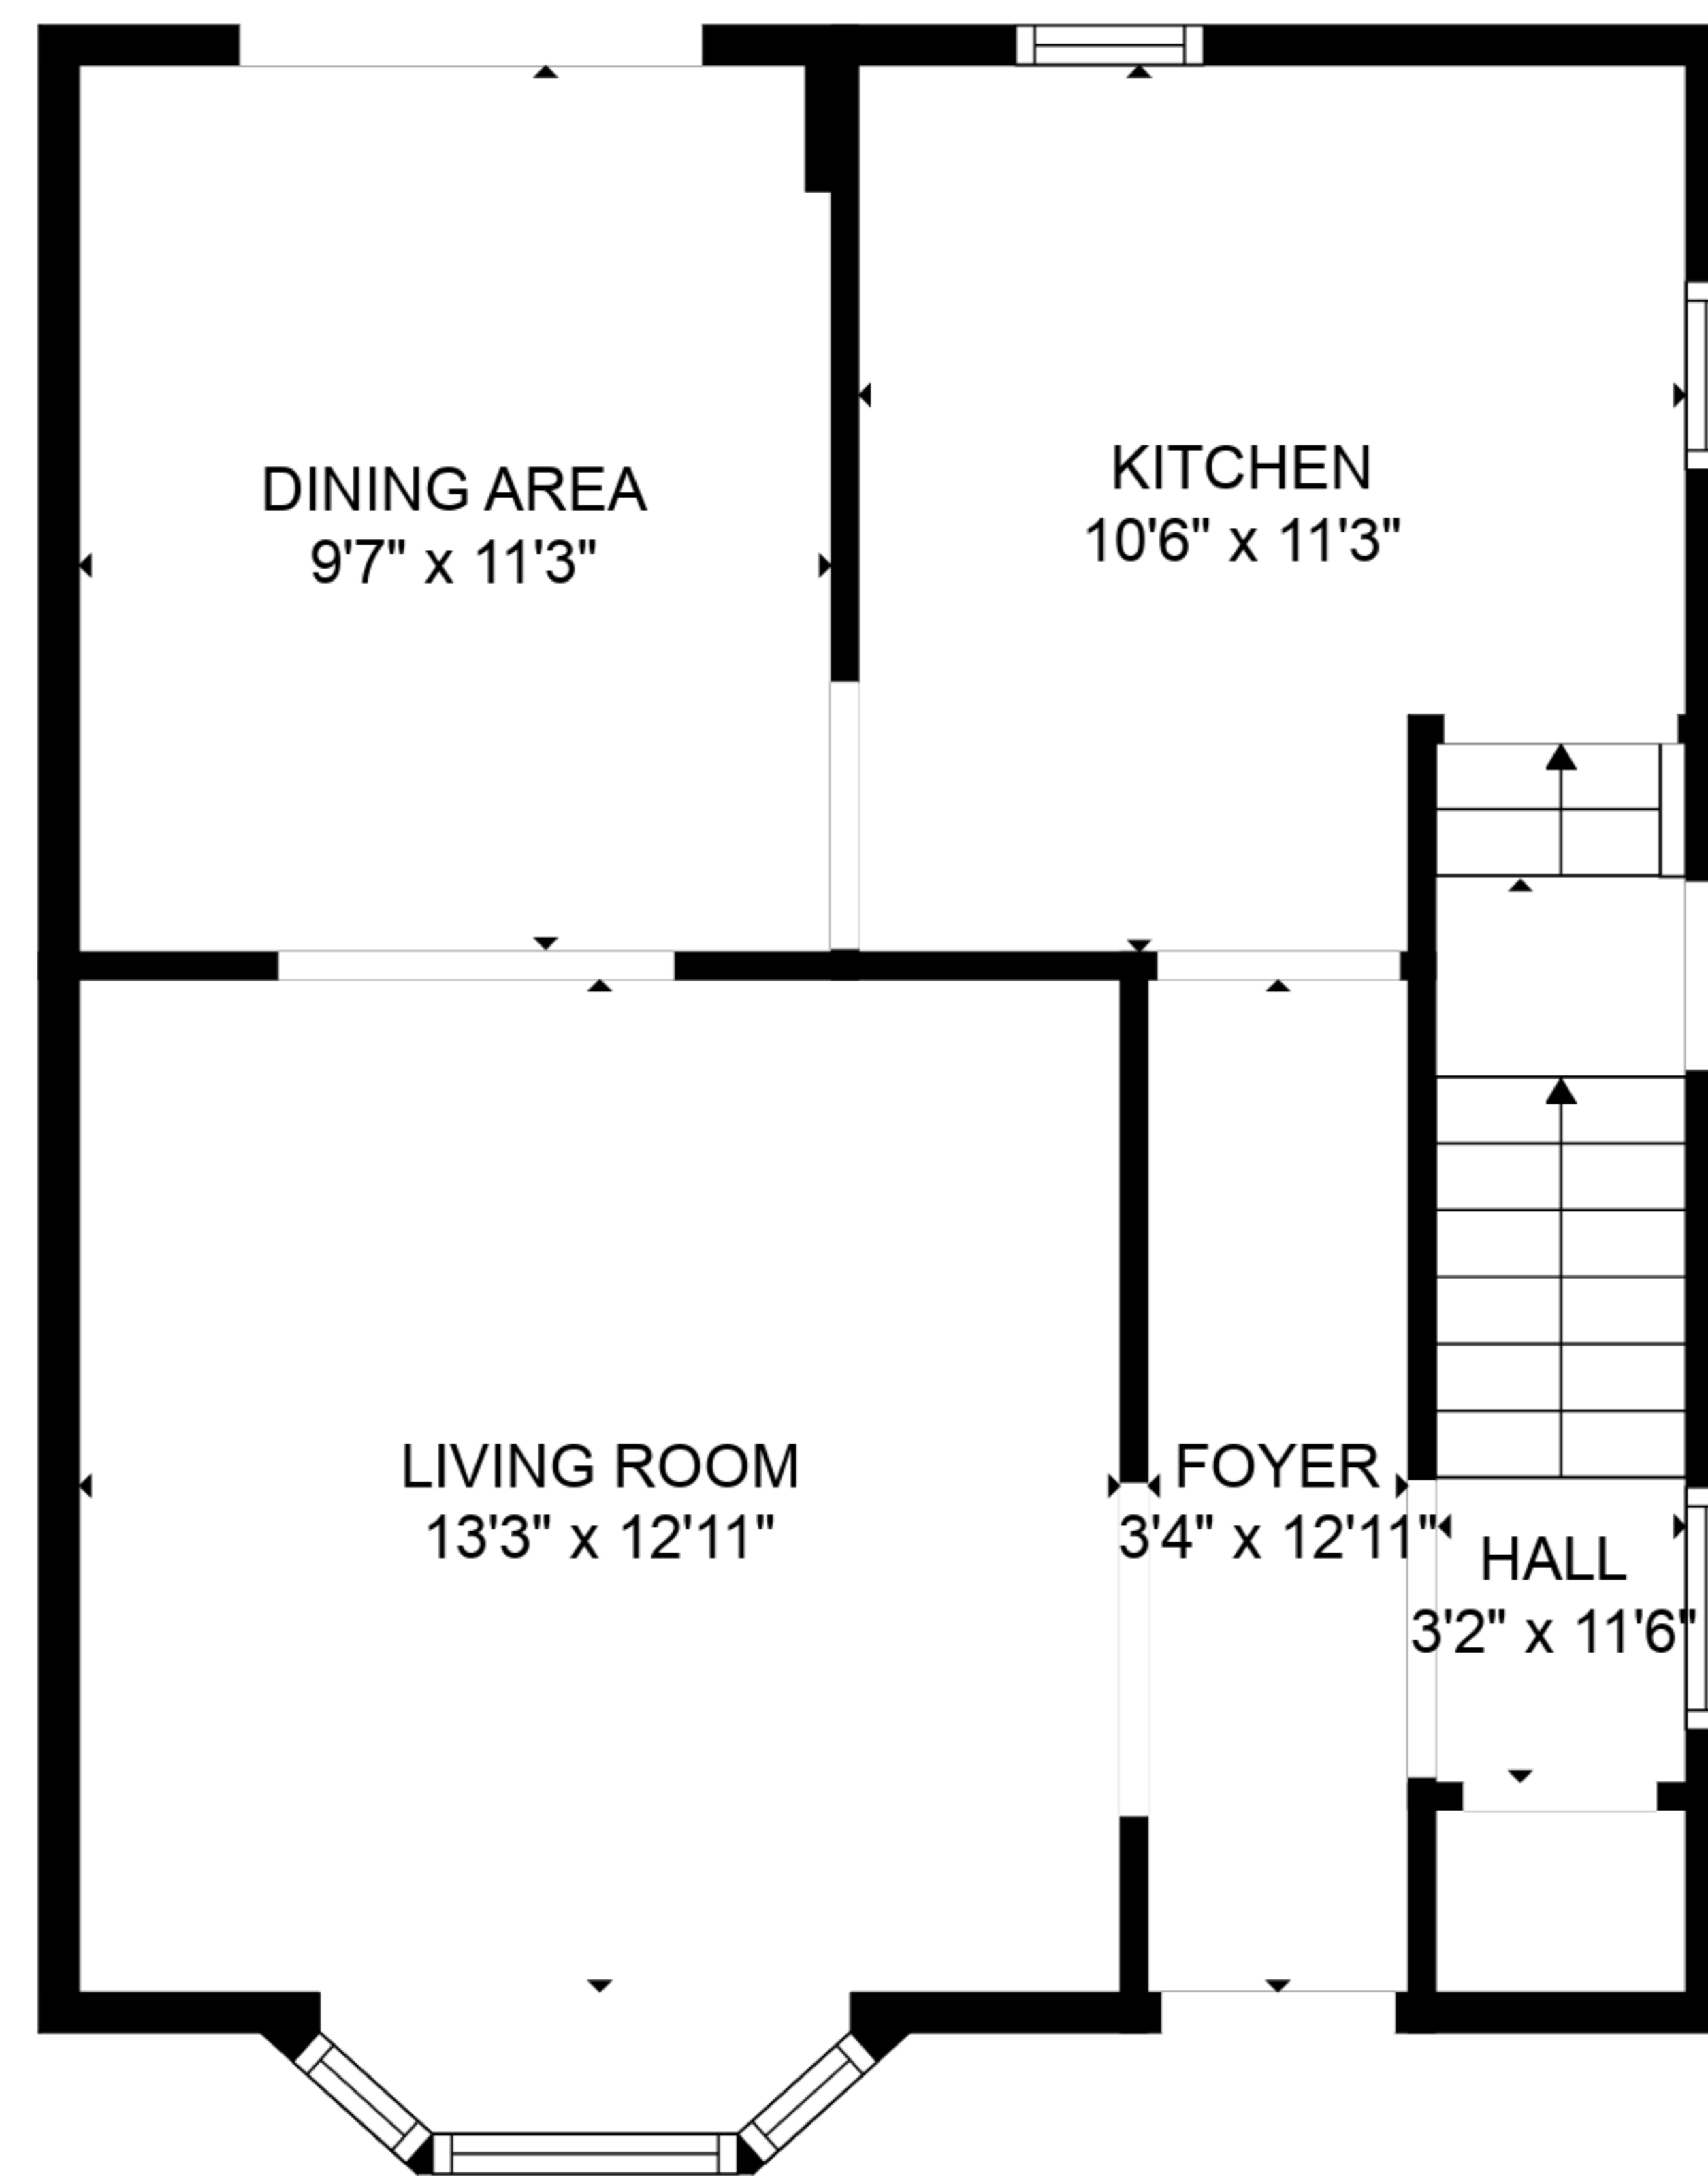 DINING AREA
9'7" x 11'3"
KITCHEN
10'6" x 11'3"
LIVING ROOM
13'3" x 12'11"
FOYER
3'4" x 12'11"
HALL
3'2" x 11'6"